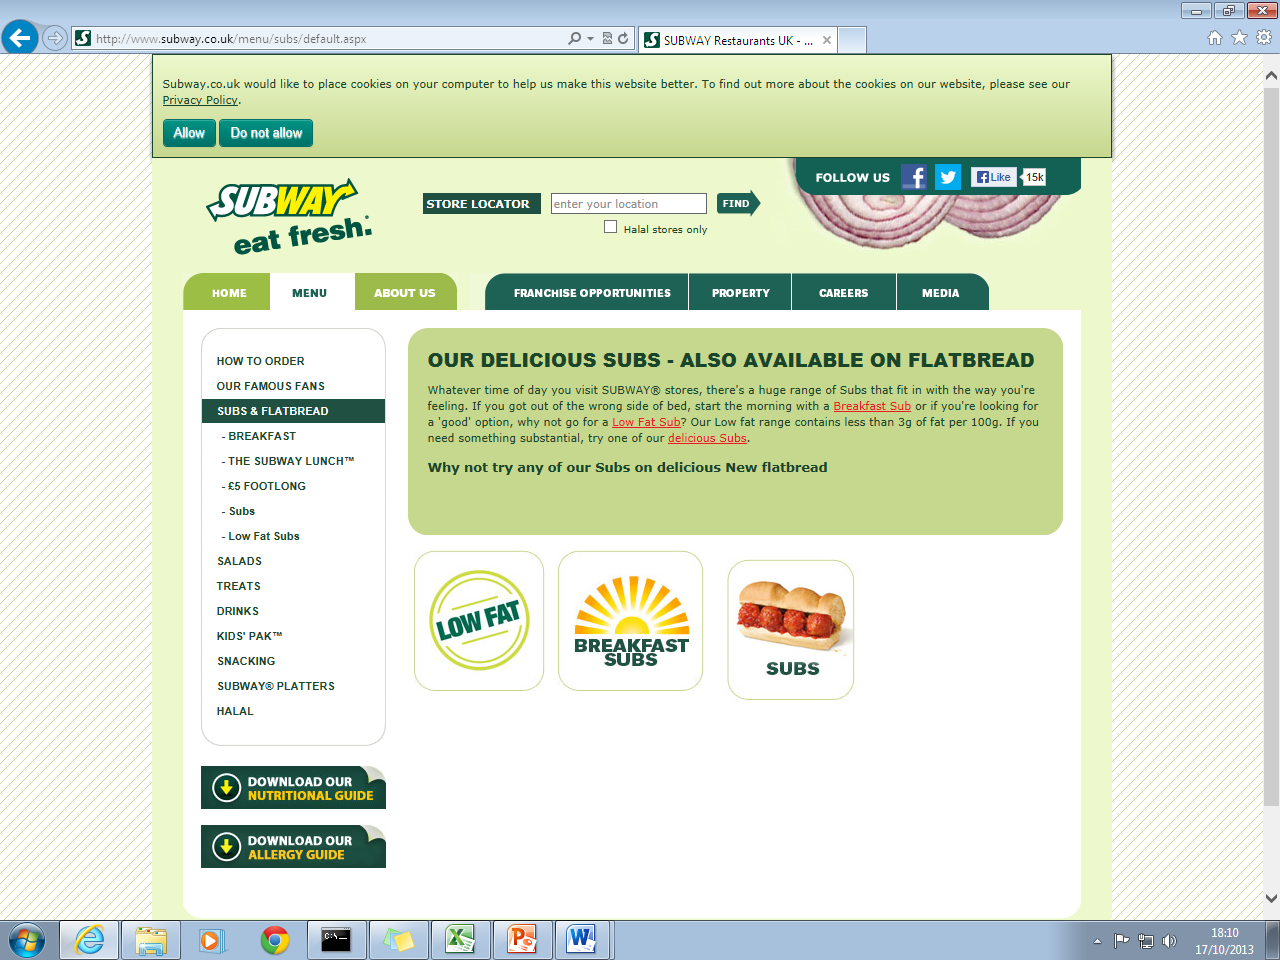 http://www.subway.co.uk/menu/subs/default.aspx
SUBWAY Restaurants UK - ...
Subway.co.uk would like to place cookies on your computer to help us make this website better. To find out more about the cookies on our website, please see our
Privacy Policy.
Allow
Do not allow
FOLLOW US
Like
15k
SUBWAY
eat fresh.
STORE LOCATOR
enter your location
FIND
Halal stores only
HOME
MENU
ABOUT US
FRANCHISE OPPORTUNITIES
PROPERTY
CAREERS
MEDIA
HOW TO ORDER
OUR FAMOUS FANS
SUBS & FLATBREAD
- BREAKFAST
- THE SUBWAY LUNCH™
- £5 FOOTLONG
- Subs
- Low Fat Subs
SALADS
TREATS
DRINKS
KIDS' PAK™
SNACKING
SUBWAY® PLATTERS
HALAL
DOWNLOAD OUR
NUTRITIONAL GUIDE
DOWNLOAD OUR
ALLERGY GUIDE
OUR DELICIOUS SUBS - ALSO AVAILABLE ON FLATBREAD
Whatever time of day you visit SUBWAY® stores, there's a huge range of Subs that fit in with the way you're
feeling. If you got out of the wrong side of bed, start the morning with a Breakfast Sub or if you're looking for
a 'good' option, why not go for a Low Fat Sub? Our Low fat range contains less than 3g of fat per 100g. If you
need something substantial, try one of our delicious Subs.
Why not try any of our Subs on delicious New flatbread
LOW FAT
BREAKFAST
SUBS
SUBS
C:\_
18:10
17/10/2013